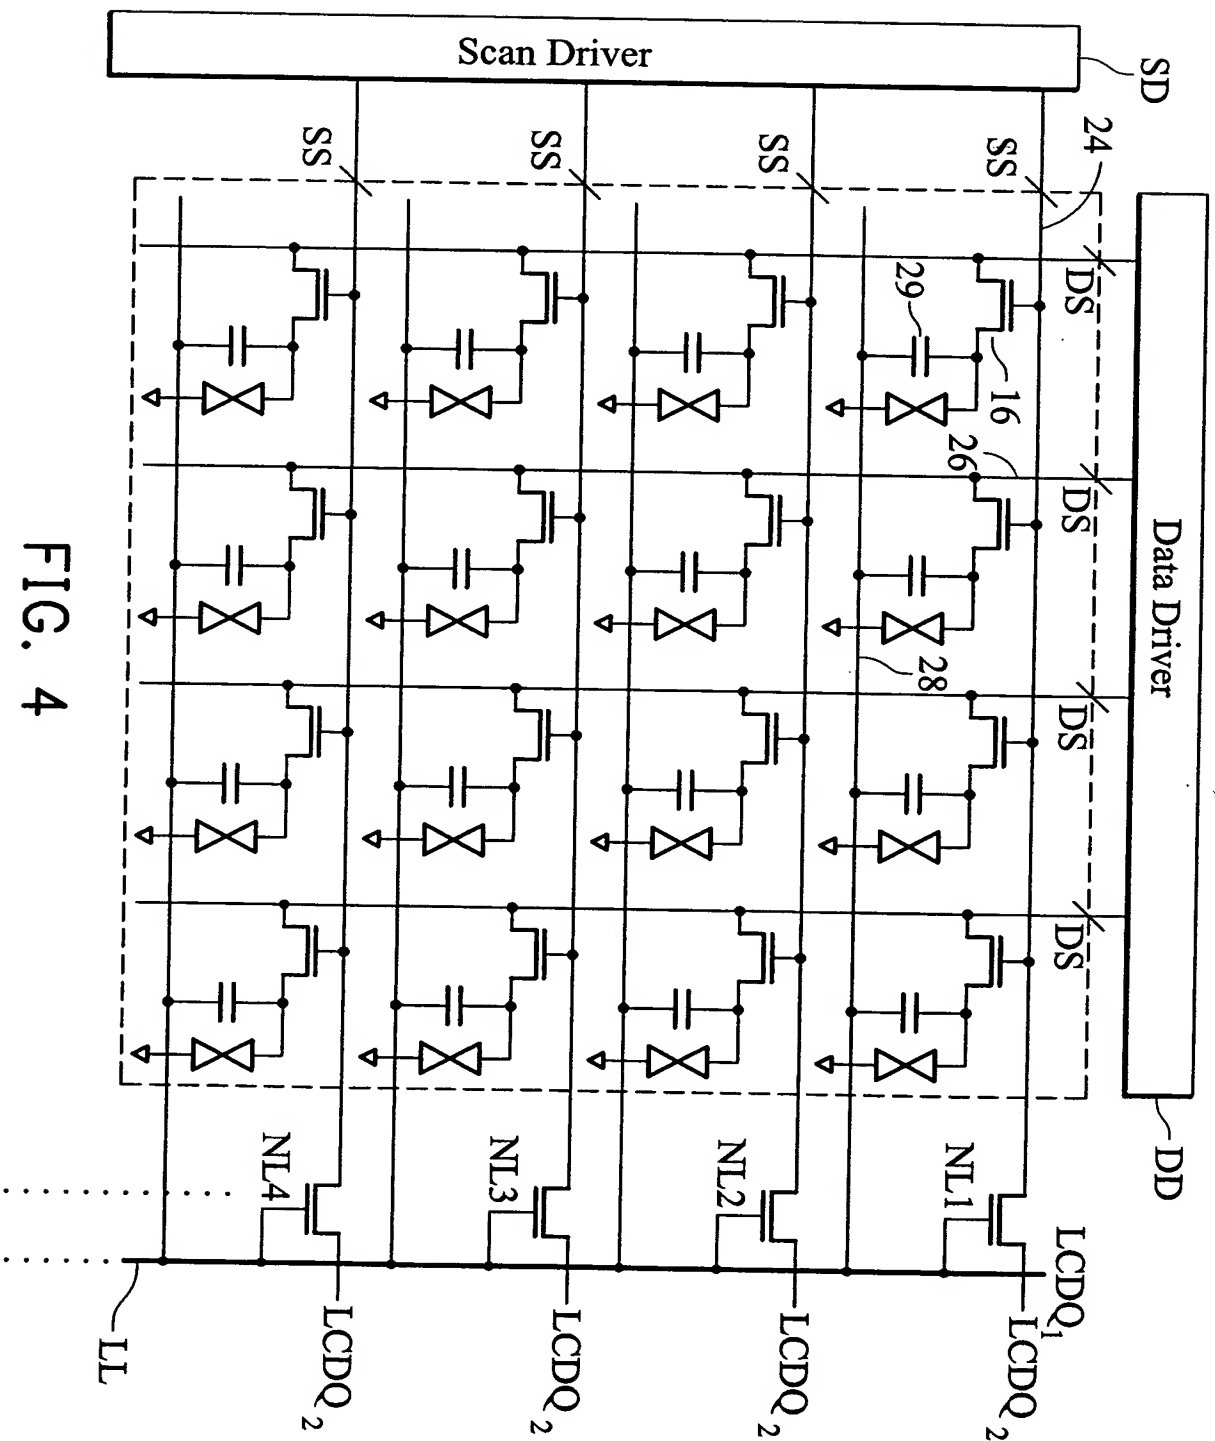 Data Driver
DD
DS
DS
DS
DS
SD
Scan Driver
24
SS
16
29
26
28
NL1
LCDQ1
LCDQ2
SS
NL2
LCDQ2
SS
NL3
LCDQ2
SS
NL4
LCDQ2
LL
FIG. 4